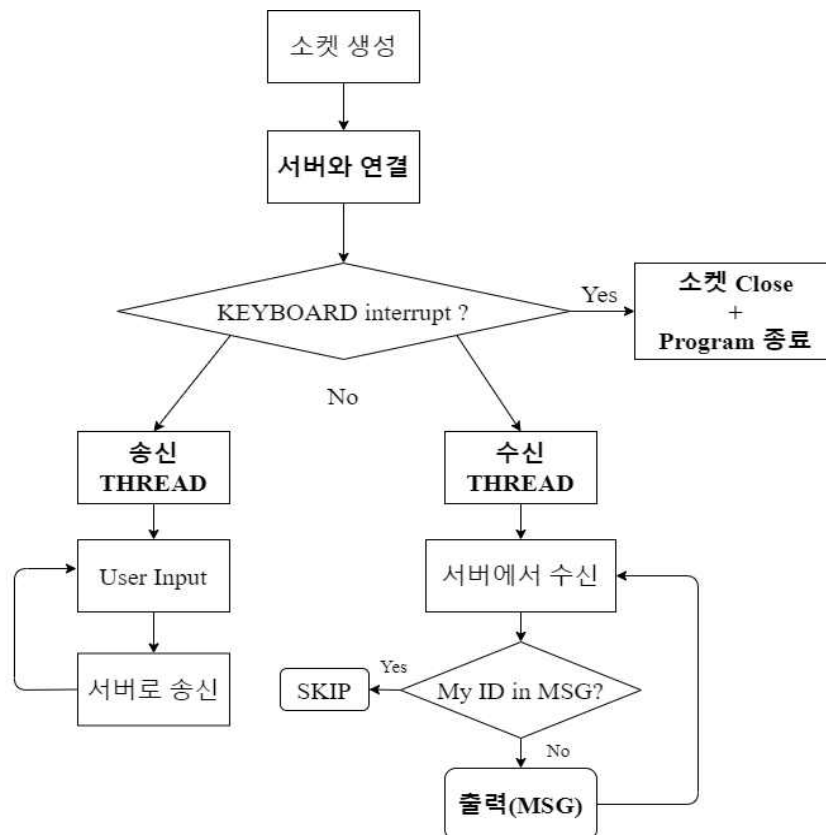 소켓 생성
서버와 연결
KEYBOARD interrupt ?
Yes
소켓 Close
+
Program 종료
No
송신
THREAD
수신
THREAD
User Input
서버에서 수신
서버로 송신
My ID in MSG?
Yes
SKIP
No
출력(MSG)